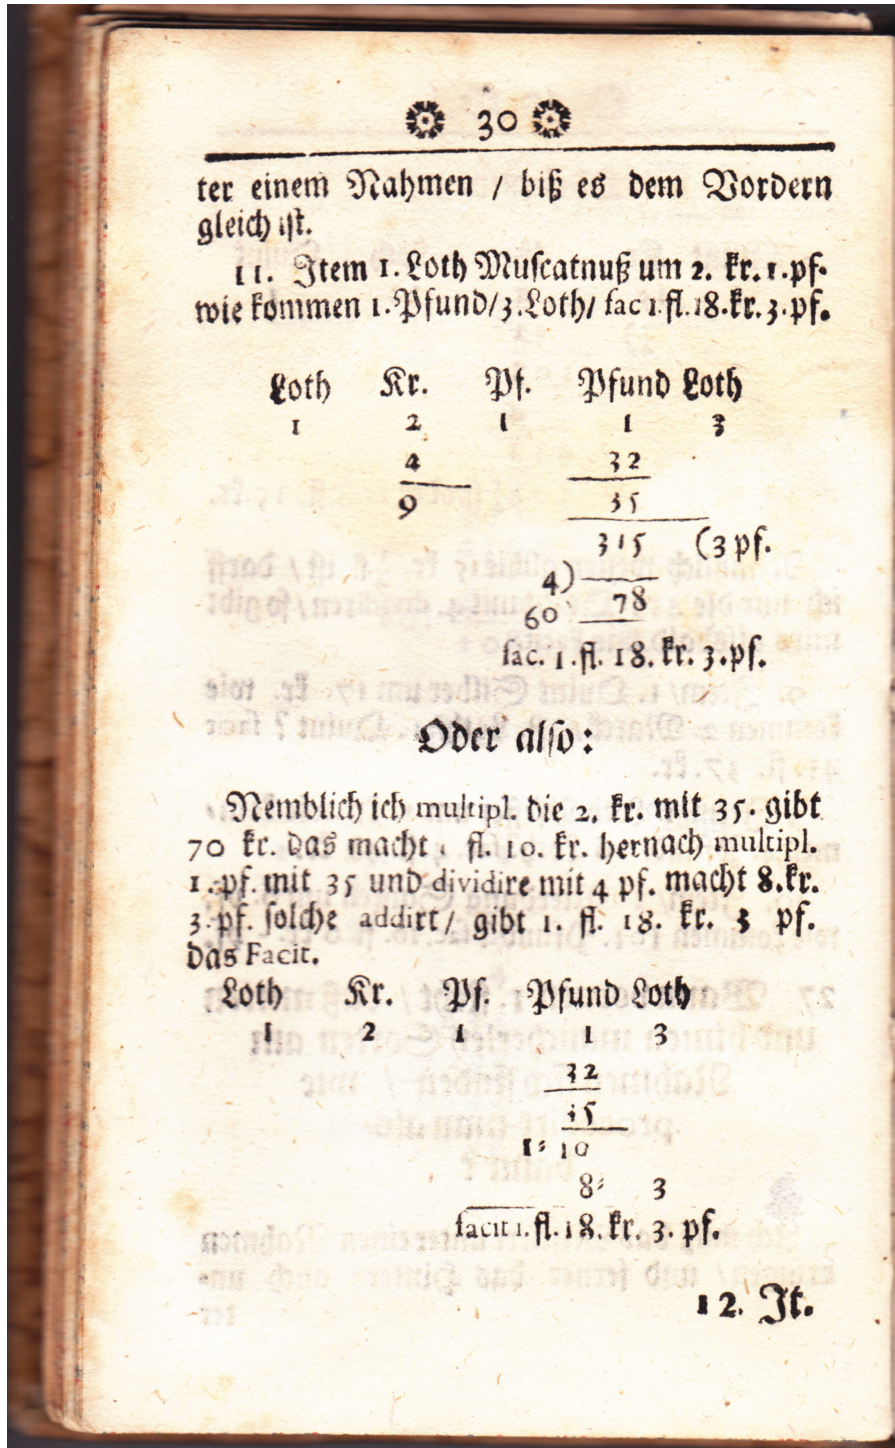 30
ter einem Nahmen / biß es dem Vordern
gleich ist.
11. Item 1. Loth Muscatnuß um 2. kr. 1. pf.
wie kommen 1. Pfund / 3. Loth / fac 1. fl. 18. kr. 3. pf.
Loth Kr. Pf. Pfund Loth
1 2 1 1 3
4 32
9 35
315 (3 pf.
4)
60 78
fac. 1. fl. 18. kr. 3. pf.
Oder also:
Nemblich ich multipl. die 2. kr. mit 35. gibt
70 kr. das macht 1 fl. 10. kr. hernach multipl.
1. pf. mit 35 und dividire mit 4 pf. macht 8. kr.
3. pf. solche addirt / gibt 1. fl. 18. kr. 3 pf.
das Facit.
Loth Kr. Pf. Pfund Loth
1 2 1 1 3
32
35
1: 10
8: 3
facit 1. fl. 18. kr. 3. pf.
12. It.